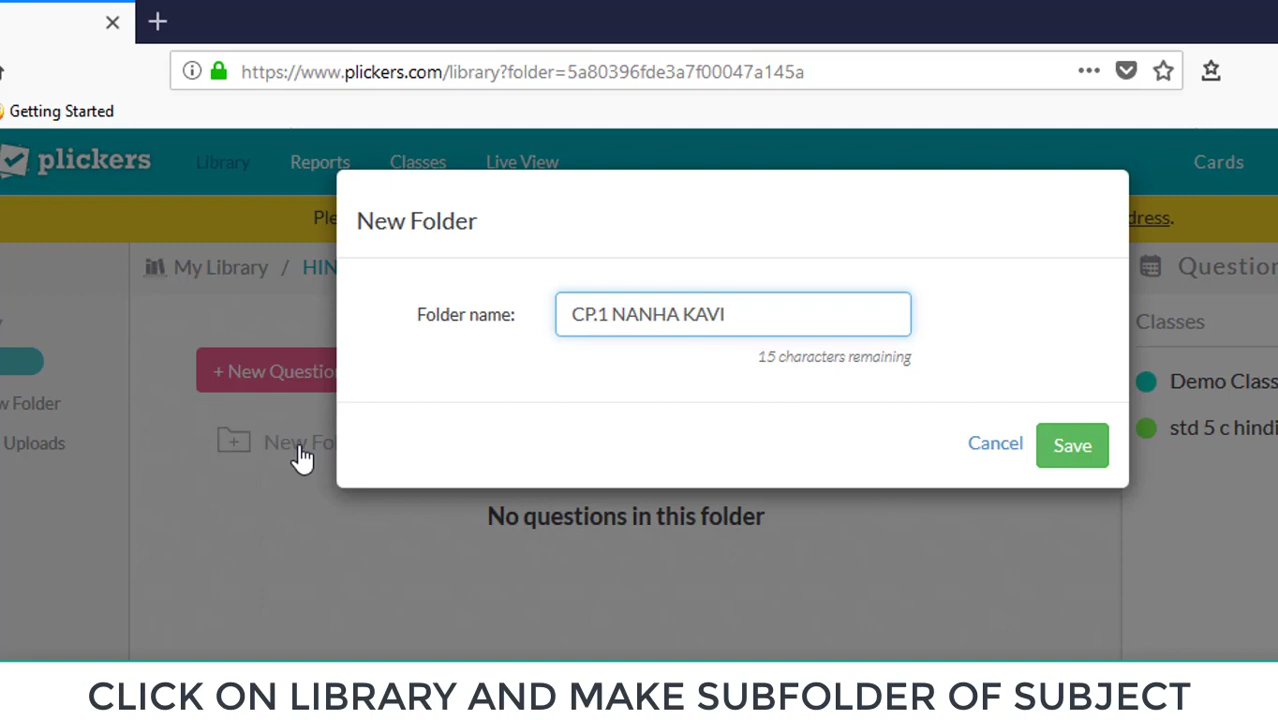 https://www.plickers.com/library?folder=5a80396fde3a7f00047a145a
Getting Started
plickers Library Reports Classes Live View Cards
New Folder
My Library / HIN
Folder name: CP.1 NANHA KAVI
15 characters remaining
Classes
+ New Questio
Demo Class
Uploads
std 5 c hindi
Cancel Save
No questions in this folder
CLICK ON LIBRARY AND MAKE SUBFOLDER OF SUBJECT